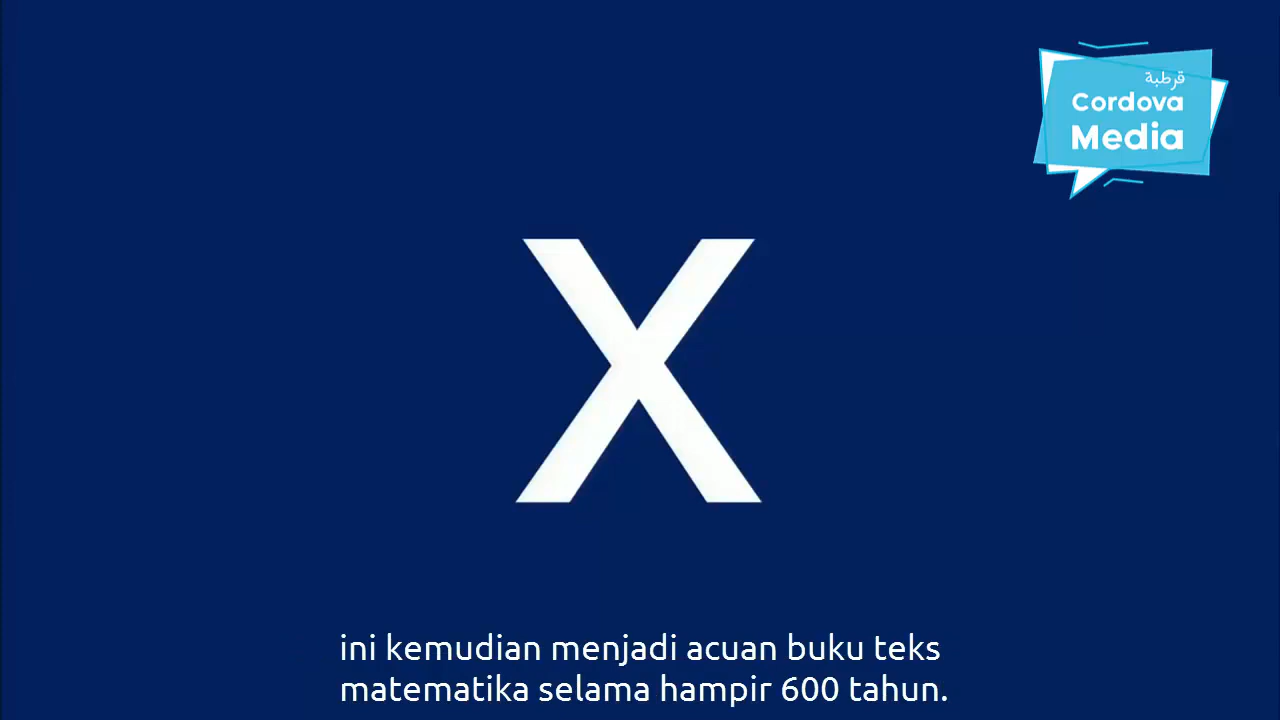 قرطبة
Cordova
Media
X
ini kemudian menjadi acuan buku teks
matematika selama hampir 600 tahun.